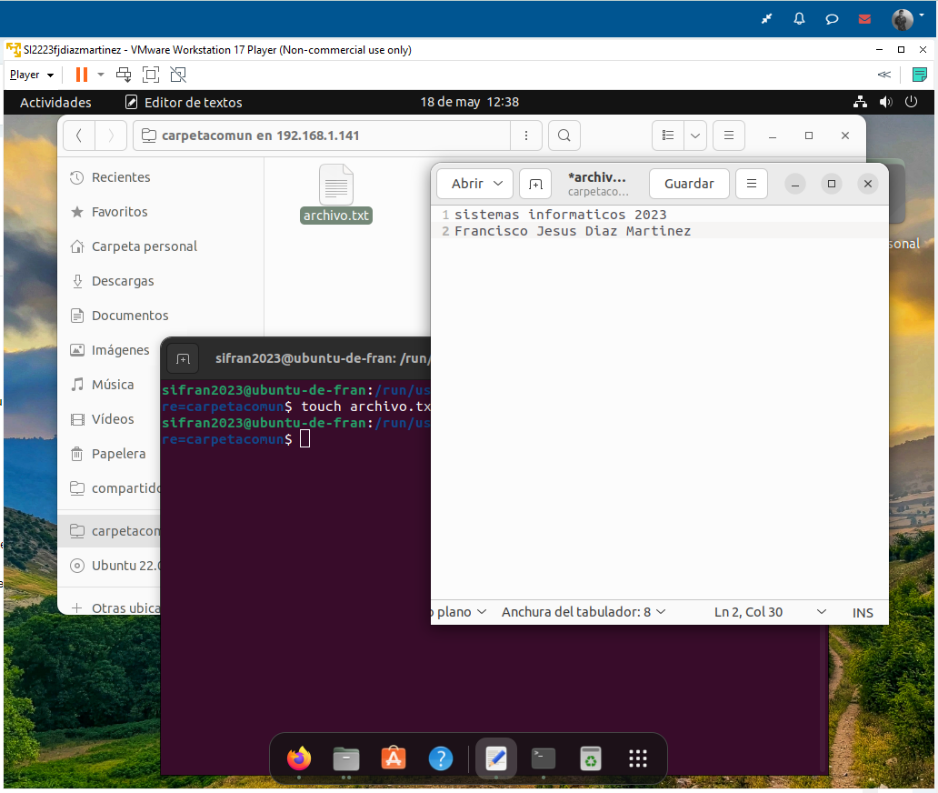 SI2223fjdiazmartinez - VMware Workstation 17 Player (Non-commercial use only)
Player
Actividades
Editor de textos
18 de may 12:38
carpetacomun en 192.168.1.141
Recientes
Favoritos
Carpeta personal
Descargas
Documentos
Imágenes
Música
Vídeos
Papelera
compartido
carpetacom
Ubuntu 22.0
Otras ubica
archivo.txt
sonal
Abrir
*archiv...
carpetaco...
Guardar
1 sistemas informaticos 2023
2 Francisco Jesus Diaz Martinez
o plano
Anchura del tabulador: 8
Ln 2, Col 30
INS
sifran2023@ubuntu-de-fran: /run/
sifran2023@ubuntu-de-fran:/run/us
re=carpetacomun$ touch archivo.tx
sifran2023@ubuntu-de-fran:/run/us
re=carpetacomun$